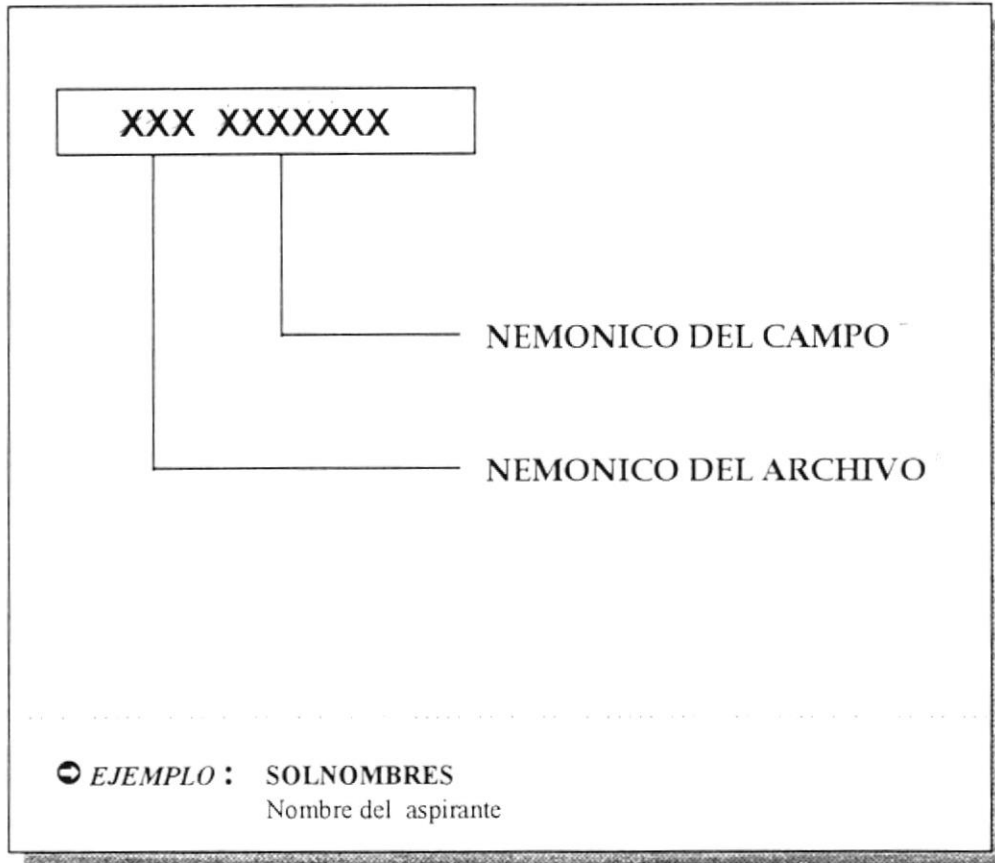 XXX XXXXXXX
NEMONICO DEL CAMPO
NEMONICO DEL ARCHIVO
➲ EJEMPLO : SOLNOMBRES
Nombre del aspirante